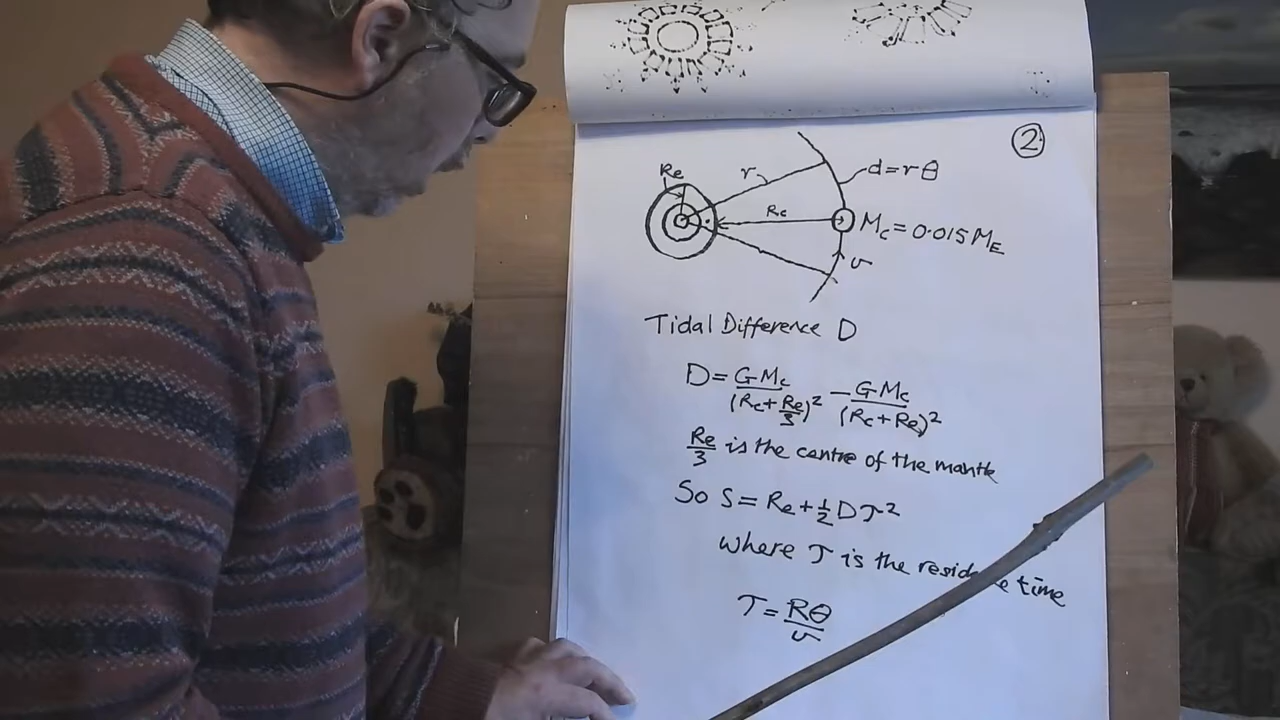 2
Re
r
d=rθ
Rc
Mc = 0.015 ME
v
Tidal Difference D
D = GMc/(Rc+Re/3)² − GMc/(Rc+Re)²
Re/3 is the centre of the mantle
So S = Re + ½Dτ²
where τ is the time
τ = Rθ/v